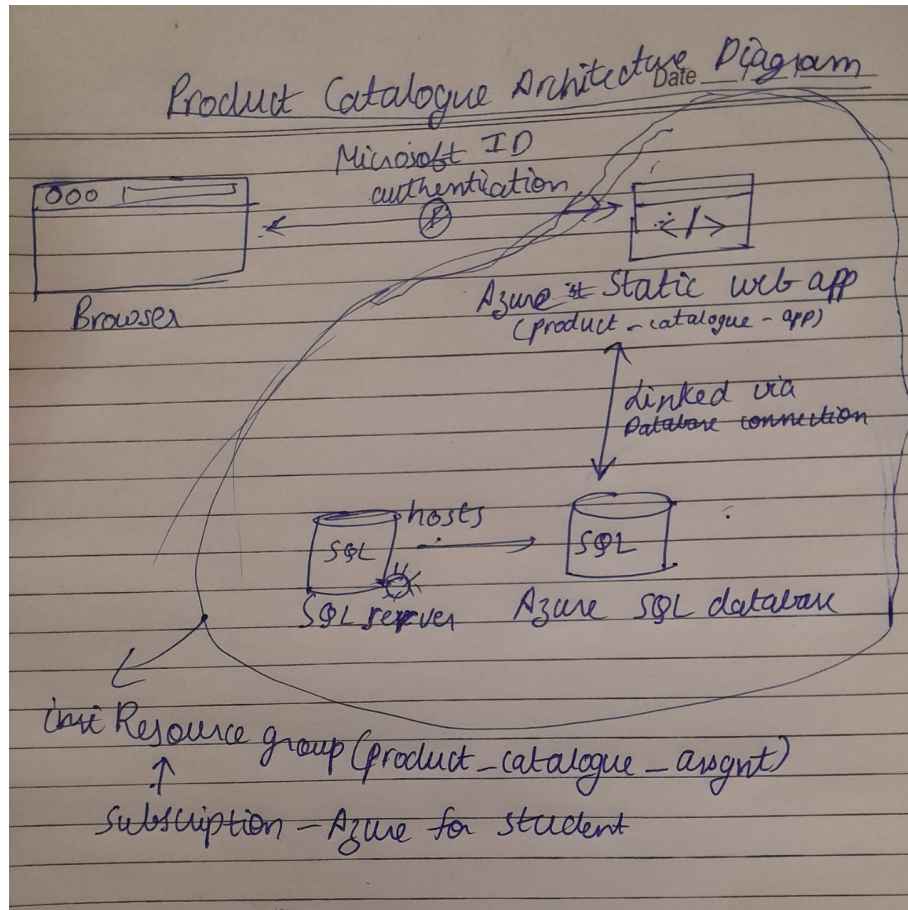 Date
Product Catalogue Architecture Diagram
Microsoft ID
authentication
</>
Browser
Azure Static web app
(product-catalogue-app)
Linked via
Database connection
hosts
SQL
SQL
SQL server
Azure SQL database
Resource group (product_catalogue_assgnt)
Subscription - Azure for student